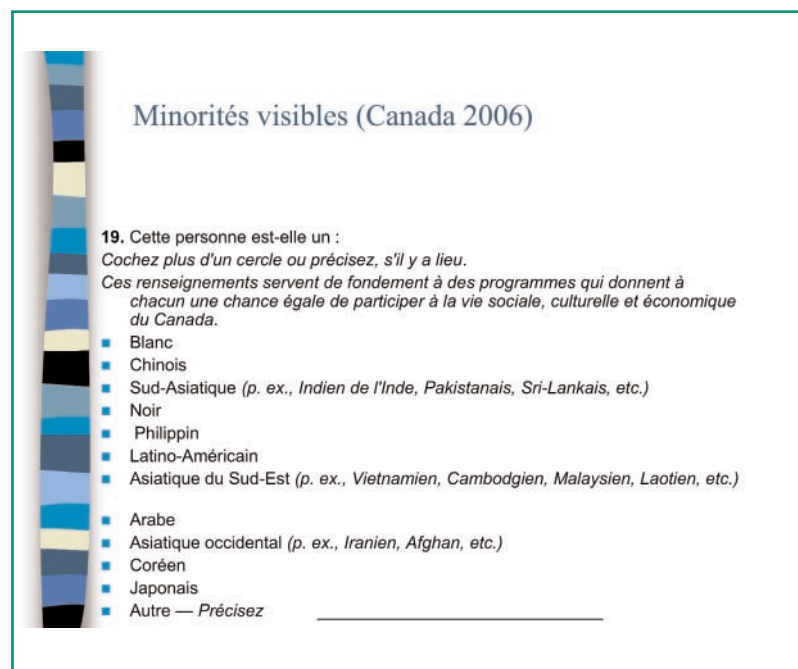 Minorités visibles (Canada 2006)
19. Cette personne est-elle un :
Cochez plus d'un cercle ou précisez, s'il y a lieu.
Ces renseignements servent de fondement à des programmes qui donnent à
chacun une chance égale de participer à la vie sociale, culturelle et économique
du Canada.
Blanc
Chinois
Sud-Asiatique (p. ex., Indien de l'Inde, Pakistanais, Sri-Lankais, etc.)
Noir
Philippin
Latino-Américain
Asiatique du Sud-Est (p. ex., Vietnamien, Cambodgien, Malaysien, Laotien, etc.)
Arabe
Asiatique occidental (p. ex., Iranien, Afghan, etc.)
Coréen
Japonais
Autre — Précisez